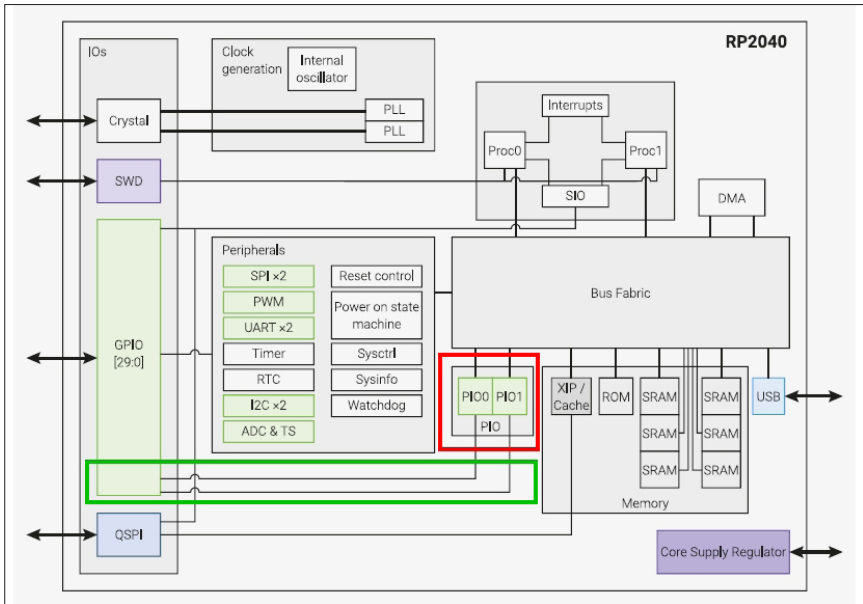 RP2040
IOs
Clock
generation
Internal
oscillator
Crystal
PLL
PLL
Interrupts
Proc0
Proc1
SWD
SIO
DMA
Peripherals
SPI ×2
Reset control
PWM
Power on state
machine
UART ×2
Bus Fabric
GPIO
[29:0]
Timer
Sysctrl
RTC
Sysinfo
I2C ×2
Watchdog
ADC & TS
PIO0
PIO1
PIO
XIP /
Cache
ROM
SRAM
SRAM
USB
SRAM
SRAM
SRAM
SRAM
Memory
QSPI
Core Supply Regulator